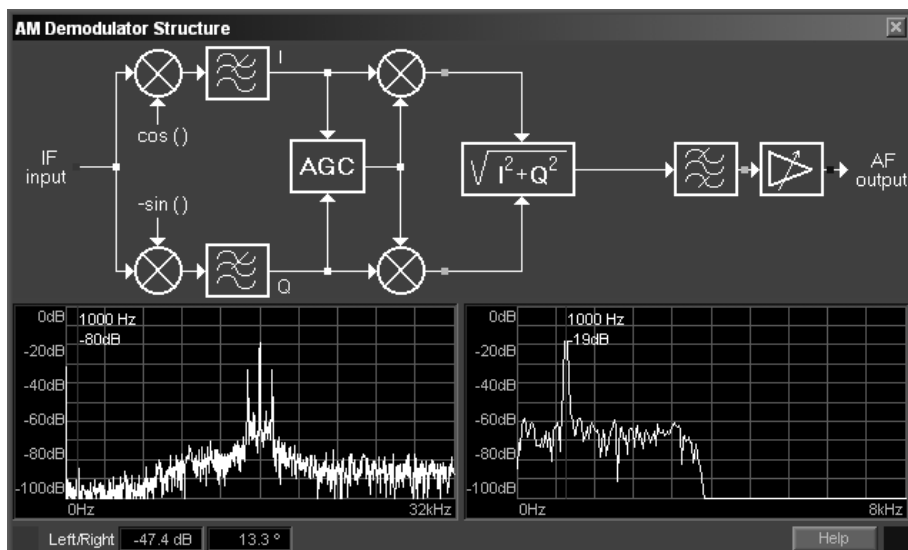 AM Demodulator Structure
I
cos ()
IF
input
AGC
√I²+Q²
AF
output
-sin ()
Q
0dB
1000 Hz
-80dB
-20dB
-40dB
-60dB
-80dB
-100dB
0Hz
32kHz
0dB
1000 Hz
-19dB
-20dB
-40dB
-60dB
-80dB
-100dB
0Hz
8kHz
Left/Right
-47.4 dB
13.3 °
Help